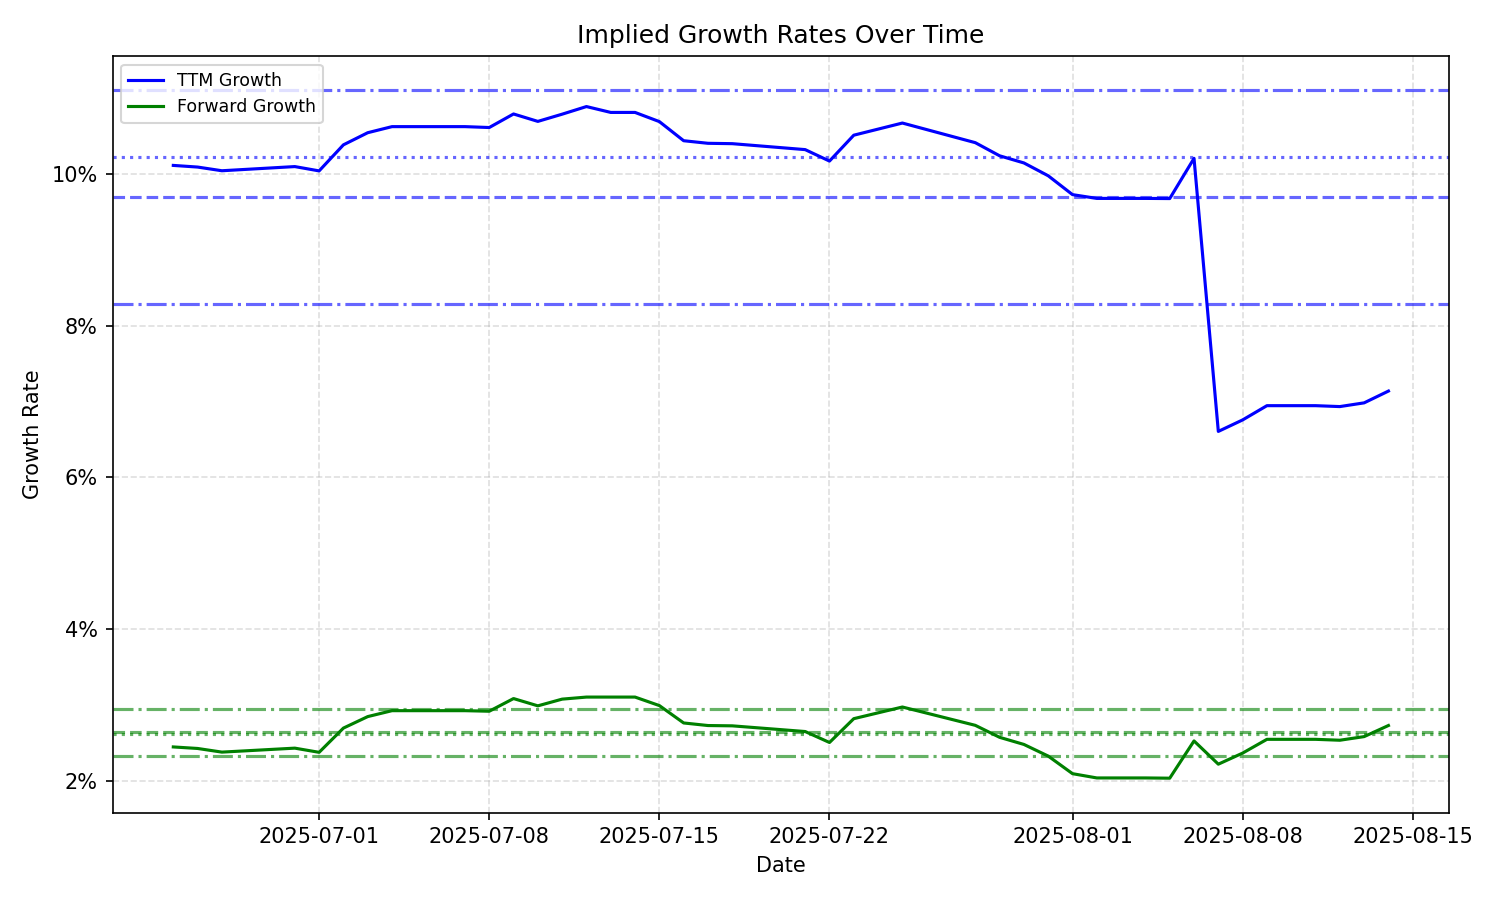 Implied Growth Rates Over Time
TTM Growth
Forward Growth
10%
8%
6%
4%
2%
Growth Rate
2025-07-01
2025-07-08
2025-07-15
2025-07-22
2025-08-01
2025-08-08
2025-08-15
Date